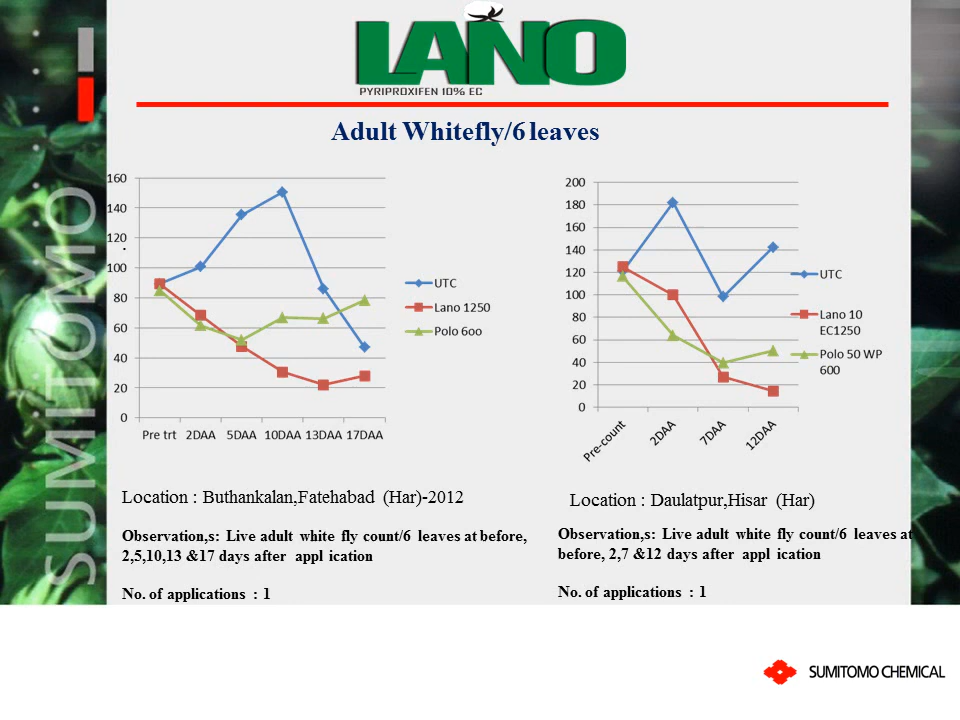 LANO
PYRIPROXIFEN 10% EC
SUMITOMO
Adult Whitefly/6 leaves
160
140
120
.
100
80
60
40
20
0
Pre trt 2DAA 5DAA 10DAA 13DAA 17DAA
UTC
Lano 1250
Polo 6oo
200
180
160
140
120
100
80
60
40
20
0
Pre-count 2DAA 7DAA 12DAA
UTC
Lano 10
EC1250
Polo 50 WP
600
Location : Buthankalan,Fatehabad (Har)-2012
Observation,s: Live adult white fly count/6 leaves at before,
2,5,10,13 &17 days after appl ication
No. of applications : 1
Location : Daulatpur,Hisar (Har)
Observation,s: Live adult white fly count/6 leaves at
before, 2,7 &12 days after appl ication
No. of applications : 1
SUMITOMO CHEMICAL